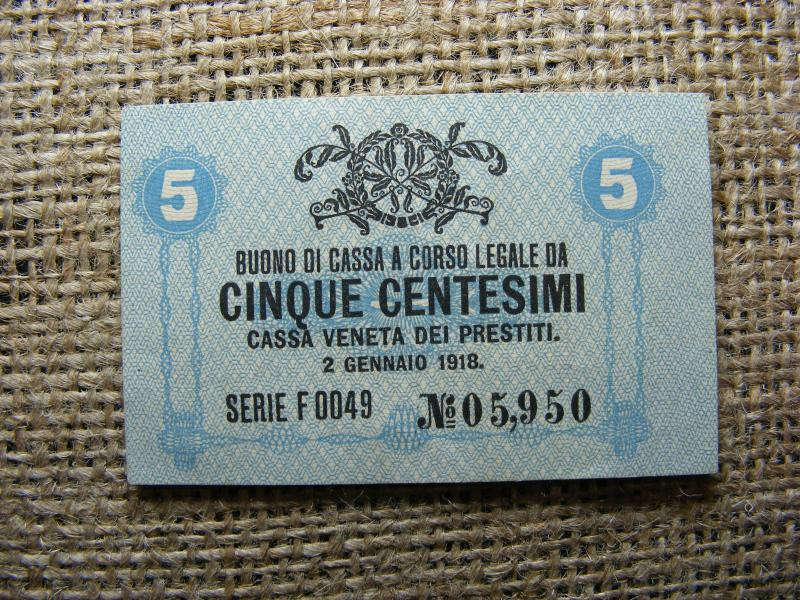 5 5
BUONO DI CASSA A CORSO LEGALE DA
CINQUE CENTESIMI
CASSA VENETA DEI PRESTITI.
2 GENNAIO 1918.
SERIE F 0049 No 05,950